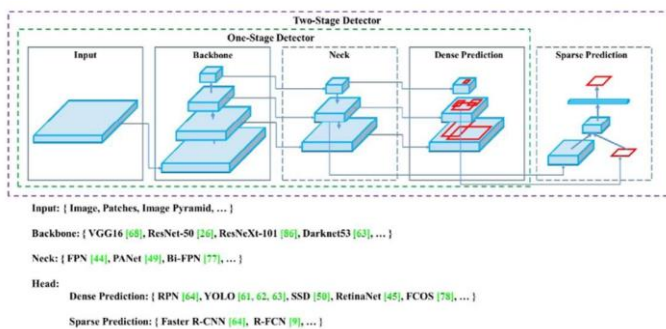 Two-Stage Detector
One-Stage Detector
Input
Backbone
Neck
Dense Prediction
Sparse Prediction
Input: { Image, Patches, Image Pyramid, … }
Backbone: { VGG16 [68], ResNet-50 [26], ResNeXt-101 [86], Darknet53 [63], … }
Neck: { FPN [44], PANet [49], Bi-FPN [77], … }
Head:
Dense Prediction: { RPN [64], YOLO [61, 62, 63], SSD [50], RetinaNet [45], FCOS [78], … }
Sparse Prediction: { Faster R-CNN [64], R-FCN [9], … }